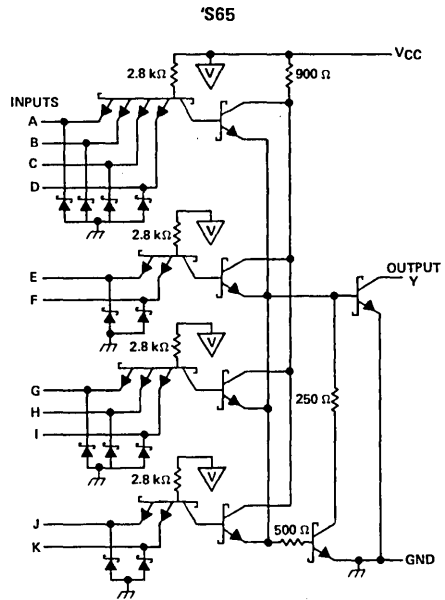 'S65
VCC
2.8 kΩ
V
900 Ω
INPUTS
A
B
C
D
2.8 kΩ
V
E
F
OUTPUT
Y
2.8 kΩ
V
G
H
I
250 Ω
2.8 kΩ
V
J
K
500 Ω
GND